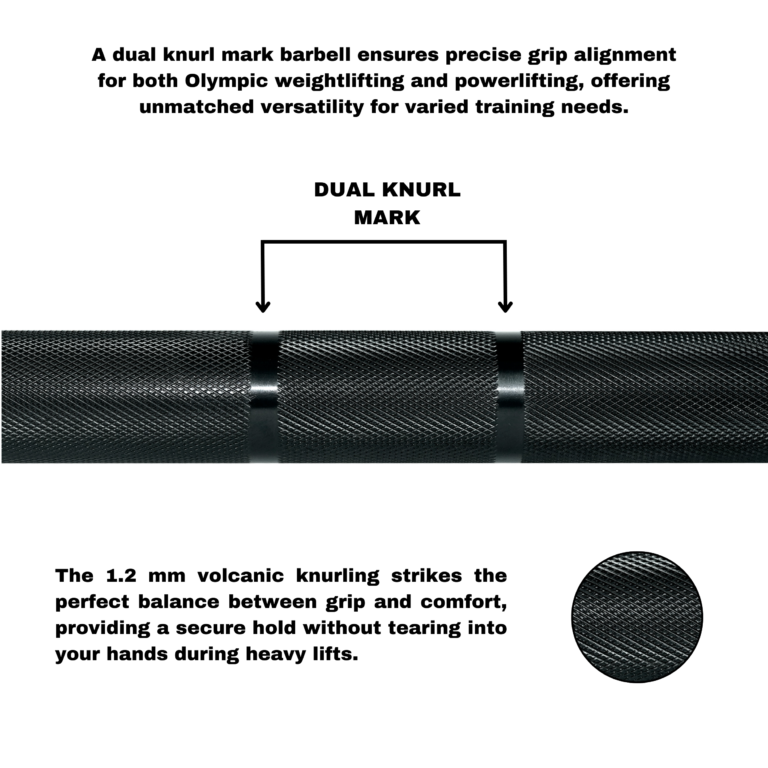 A dual knurl mark barbell ensures precise grip alignment
for both Olympic weightlifting and powerlifting, offering
unmatched versatility for varied training needs.
DUAL KNURL
MARK
The 1.2 mm volcanic knurling strikes the
perfect balance between grip and comfort,
providing a secure hold without tearing into
your hands during heavy lifts.